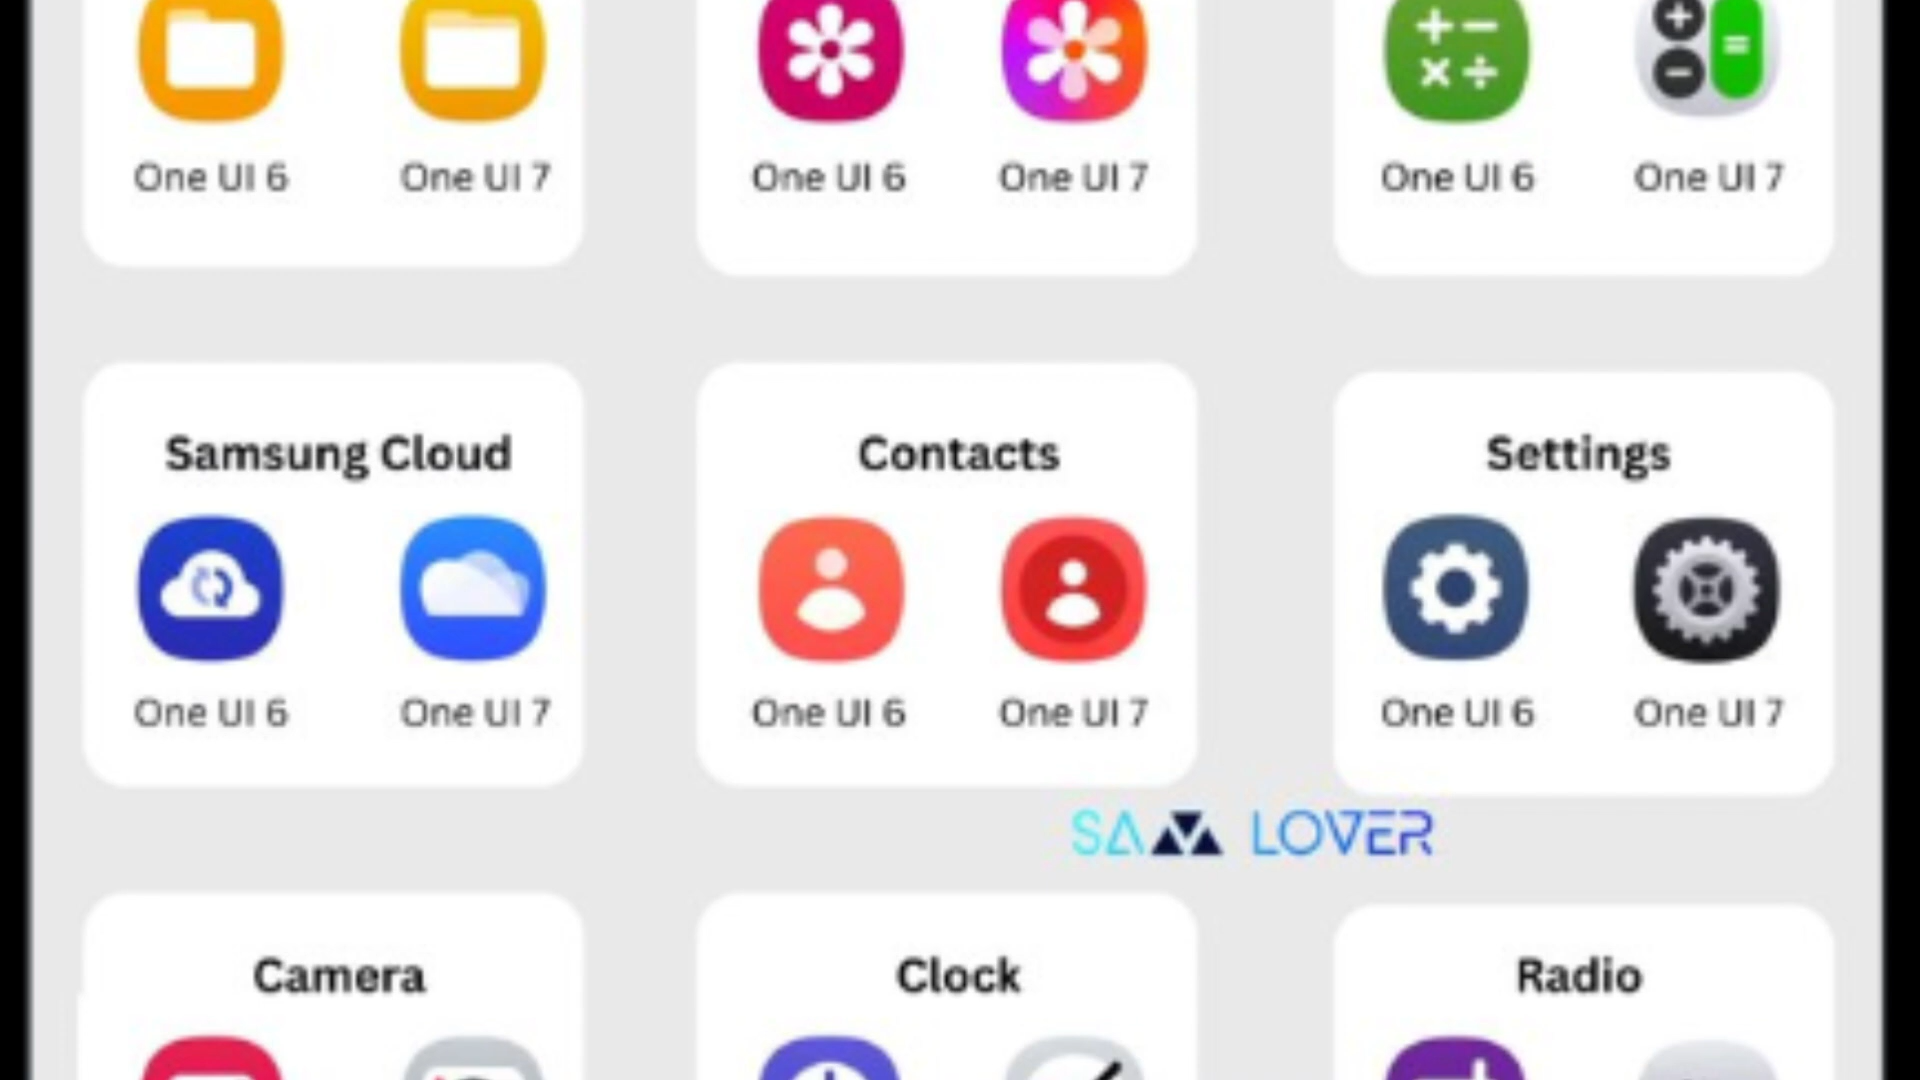 One UI 6 One UI 7
One UI 6 One UI 7
One UI 6 One UI 7
Samsung Cloud
One UI 6 One UI 7
Contacts
One UI 6 One UI 7
Settings
One UI 6 One UI 7
SAM LOVER
Camera
Clock
Radio